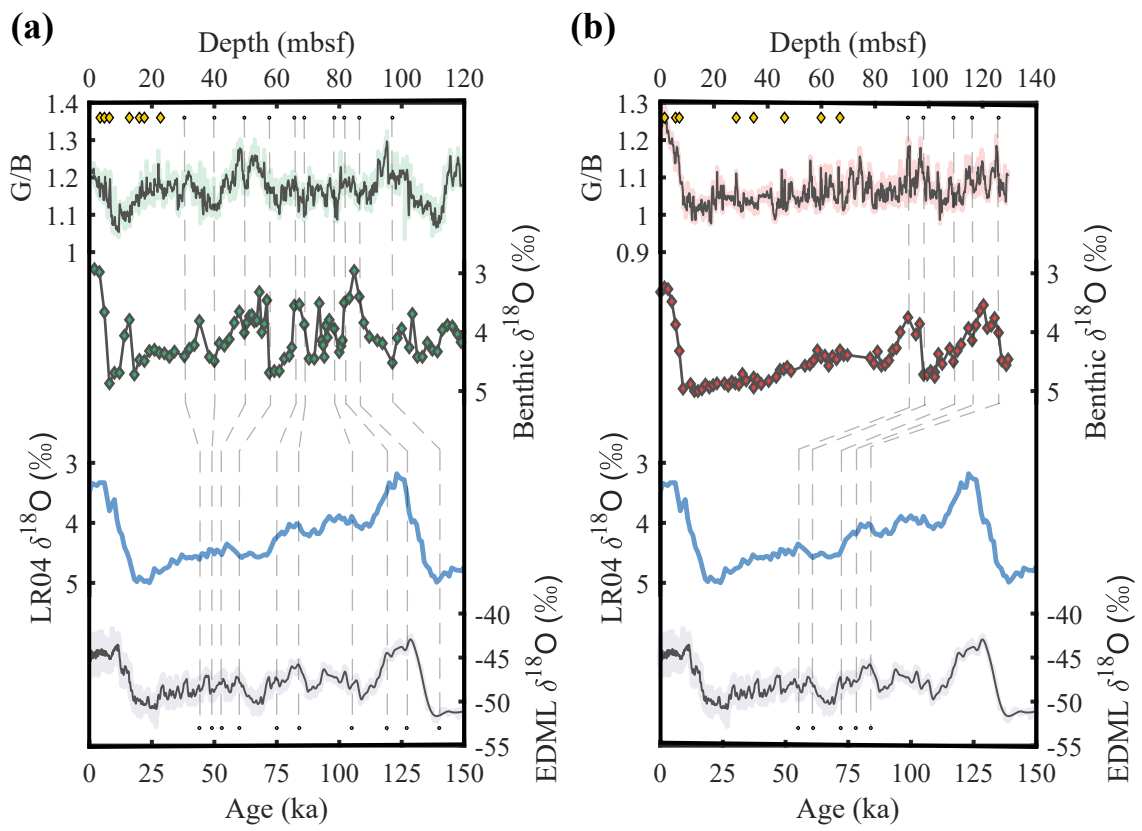 (a)
Depth (mbsf)
0 20 40 60 80 100 120
1.4
1.3
1.2
1.1
1
G/B
3
4
5
Benthic δ18O (‰)
3
4
5
LR04 δ18O (‰)
-40
-45
-50
-55
EDML δ18O (‰)
0 25 50 75 100 125 150
Age (ka)
(b)
Depth (mbsf)
0 20 40 60 80 100 120 140
1.3
1.2
1.1
1
0.9
G/B
3
4
5
Benthic δ18O (‰)
3
4
5
LR04 δ18O (‰)
-40
-45
-50
-55
EDML δ18O (‰)
0 25 50 75 100 125 150
Age (ka)